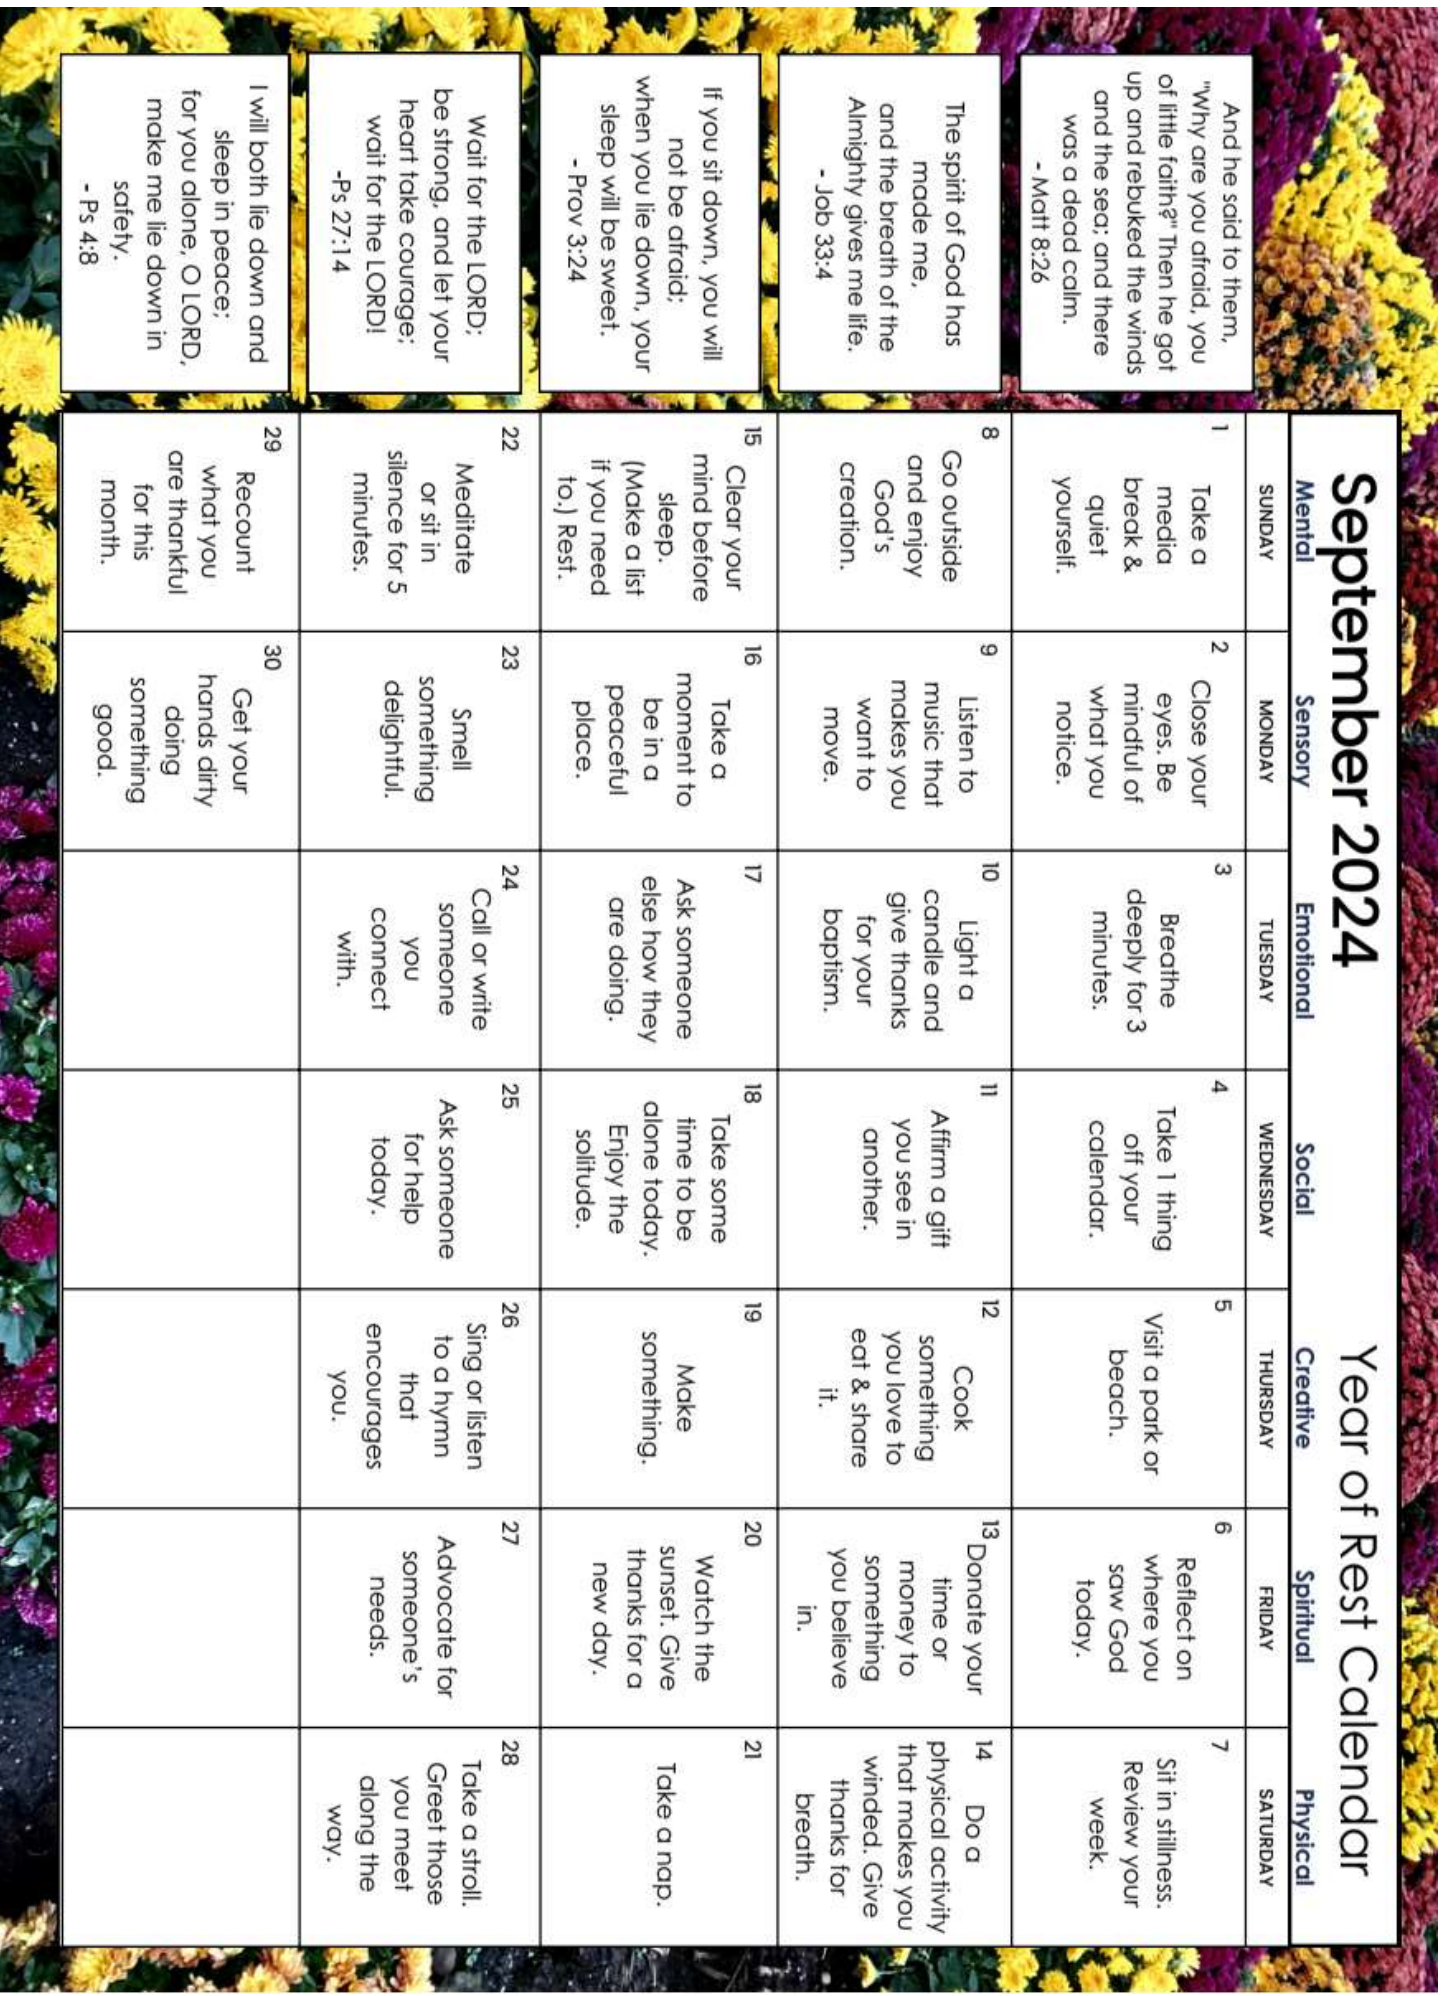 September 2024
Year of Rest Calendar
Mental
Sensory
Emotional
Social
Creative
Spiritual
Physical
SUNDAY
MONDAY
TUESDAY
WEDNESDAY
THURSDAY
FRIDAY
SATURDAY
And he said to them,
"Why are you afraid, you
of little faith?" Then he got
up and rebuked the winds
and the sea; and there
was a dead calm.
- Matt 8:26
1
Take a
media
break &
quiet
yourself.
2
Close your
eyes. Be
mindful of
what you
notice.
3
Breathe
deeply for 3
minutes.
4
Take 1 thing
off your
calendar.
5
Visit a park or
beach.
6
Reflect on
where you
saw God
today.
7
Sit in stillness.
Review your
week.
The spirit of God has
made me,
and the breath of the
Almighty gives me life.
- Job 33:4
8
Go outside
and enjoy
God's
creation.
9
Listen to
music that
makes you
want to
move.
10
Light a
candle and
give thanks
for your
baptism.
11
Affirm a gift
you see in
another.
12
Cook
something
you love to
eat & share
it.
13
Donate your
time or
money to
something
you believe
in.
14
Do a
physical activity
that makes you
winded. Give
thanks for
breath.
If you sit down, you will
not be afraid;
when you lie down, your
sleep will be sweet.
- Prov 3:24
15
Clear your
mind before
sleep.
(Make a list
if you need
to.) Rest.
16
Take a
moment to
be in a
peaceful
place.
17
Ask someone
else how they
are doing.
18
Take some
time to be
alone today.
Enjoy the
solitude.
19
Make
something.
20
Watch the
sunset. Give
thanks for a
new day.
21
Take a nap.
Wait for the LORD;
be strong, and let your
heart take courage;
wait for the LORD!
-Ps 27:14
22
Meditate
or sit in
silence for 5
minutes.
23
Smell
something
delightful.
24
Call or write
someone
you
connect
with.
25
Ask someone
for help
today.
26
Sing or listen
to a hymn
that
encourages
you.
27
Advocate for
someone's
needs.
28
Take a stroll.
Greet those
you meet
along the
way.
I will both lie down and
sleep in peace;
for you alone, O LORD,
make me lie down in
safety.
- Ps 4:8
29
Recount
what you
are thankful
for this
month.
30
Get your
hands dirty
doing
something
good.